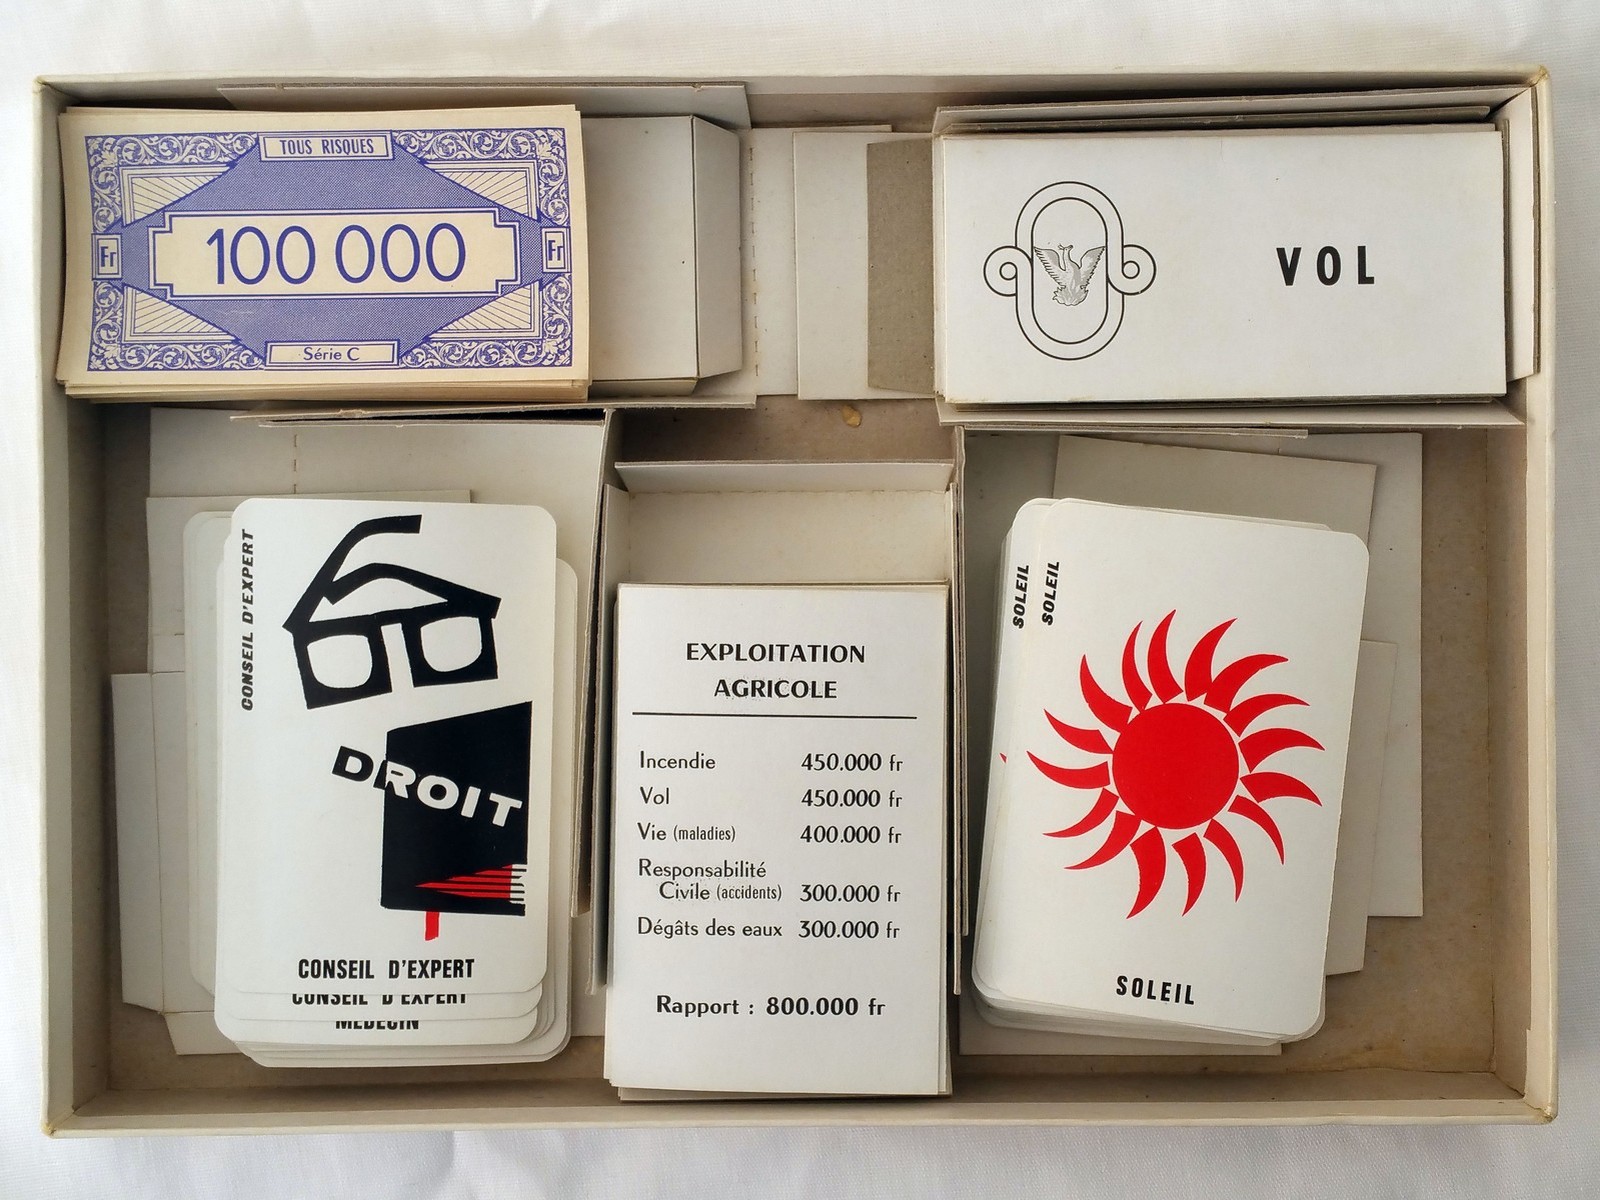 TOUS RISQUES
Fr
100 000
Fr
Série C
VOL
CONSEIL D'EXPERT
DROIT
CONSEIL D'EXPERT
CONSEIL D'EXPERT
MEDECIN
EXPLOITATION
AGRICOLE
Incendie 450.000 fr
Vol 450.000 fr
Vie (maladies) 400.000 fr
Responsabilité
Civile (accidents) 300.000 fr
Dégâts des eaux 300.000 fr
Rapport : 800.000 fr
SOLEIL
SOLEIL
SOLEIL